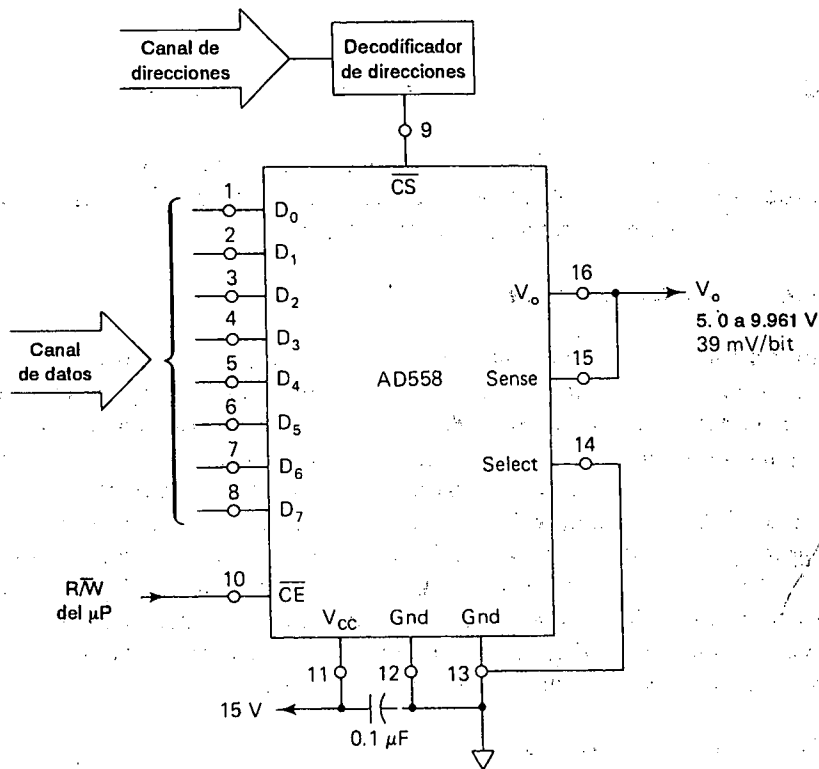 Canal de
direcciones
Decodificador
de direcciones
9
CS
1
D0
2
D1
3
D2
4
D3
5
D4
6
D5
7
D6
8
D7
Canal
de datos
AD558
Vo
16
Vo
5. 0 a 9.961 V
39 mV/bit
Sense
15
Select
14
R/W
del μP
10
CE
VCC
Gnd
Gnd
11
12
13
15 V
0.1 μF